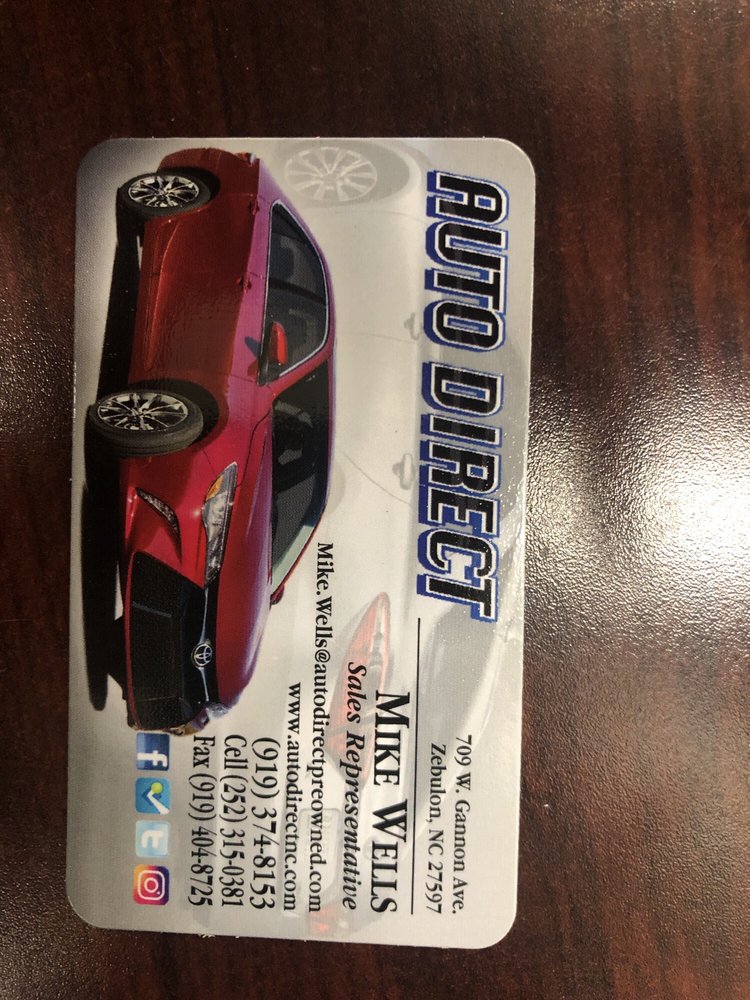 AUTO DIRECT
709 W. Gannon Ave.
Zebulon, NC 27597
MIKE WELLS
Sales Representative
Mike.Wells@autodirectpreowned.com
www.autodirectnc.com
(919) 374-8153
Cell (252) 315-0381
Fax (919) 404-8725